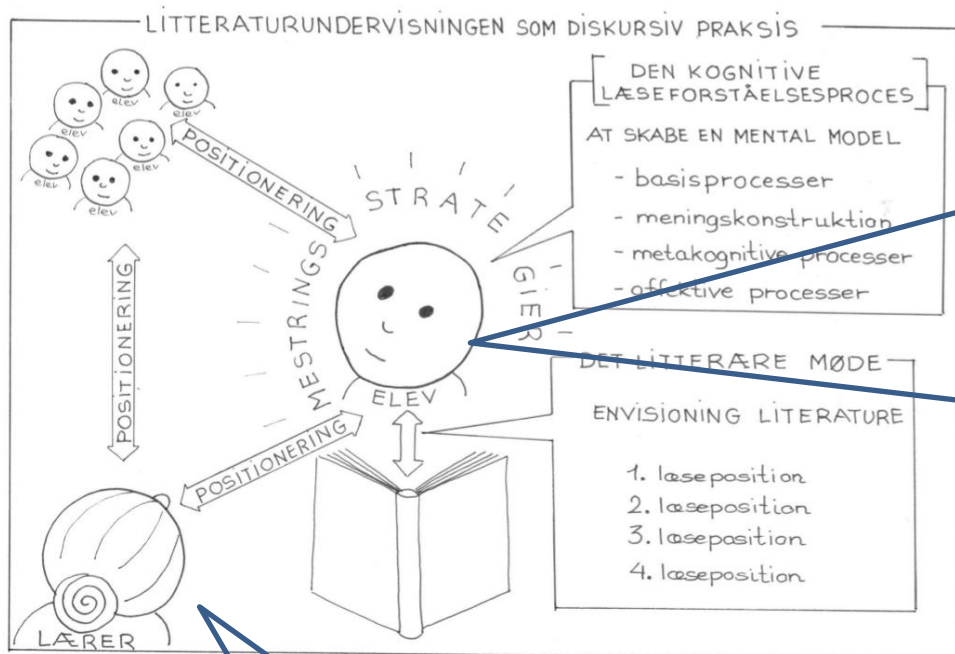 LITTERATURUNDERVISNINGEN SOM DISKURSIV PRAKSIS
elev
elev
elev
elev
elev
elev
POSITIONERING
POSITIONERING
POSITIONERING
MESTRINGS
STRATE
GIER
ELEV
LÆRER
DEN KOGNITIVE
LÆSEFORSTÅELSESPROCES
AT SKABE EN MENTAL MODEL
- basisprocesser
- meningskonstruktion
- metakognitive processer
- affektive processer
DET LITTERÆRE MØDE
ENVISIONING LITERATURE
1. læseposition
2. læseposition
3. læseposition
4. læseposition